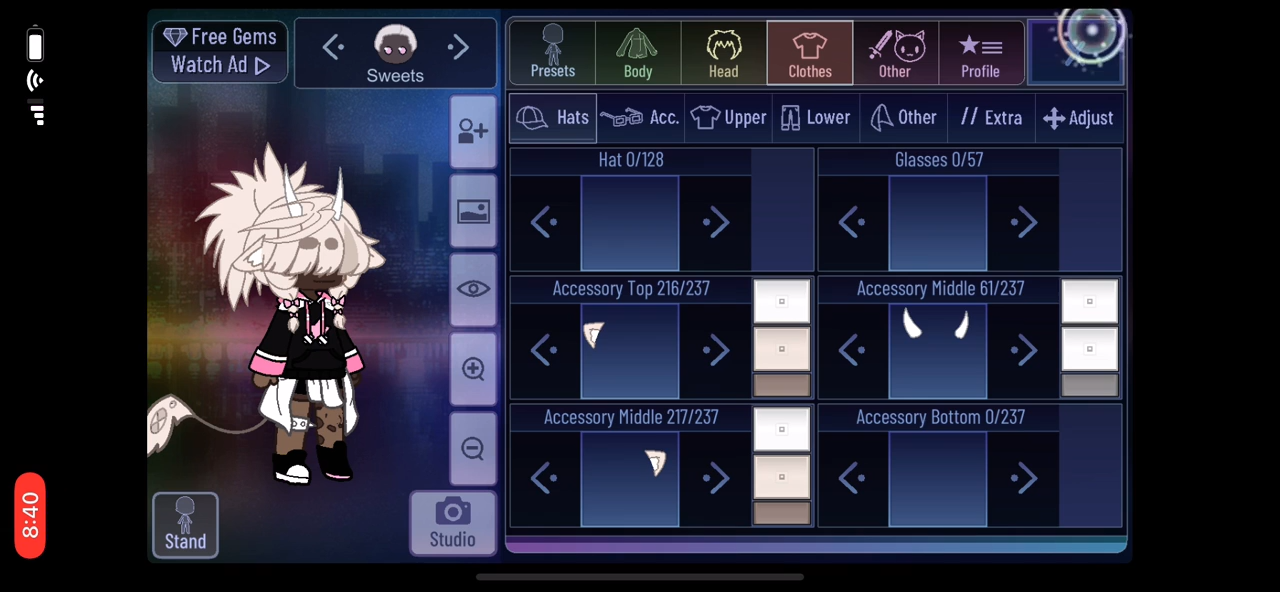 Free Gems
Watch Ad
Sweets
Presets
Body
Head
Clothes
Other
Profile
Hats
Acc.
Upper
Lower
Other
Extra
Adjust
Hat 0/128
Glasses 0/57
Accessory Top 216/237
Accessory Middle 61/237
Accessory Middle 217/237
Accessory Bottom 0/237
Stand
Studio
8:40